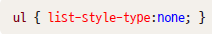 ul { list-style-type:none; }